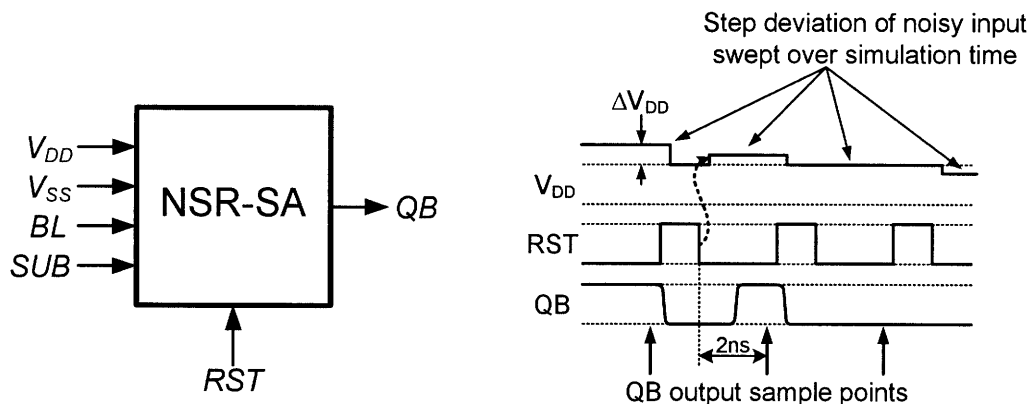 V_DD
V_SS
BL
SUB
NSR-SA
QB
RST
Step deviation of noisy input
swept over simulation time
ΔV_DD
V_DD
RST
QB
2ns
QB output sample points